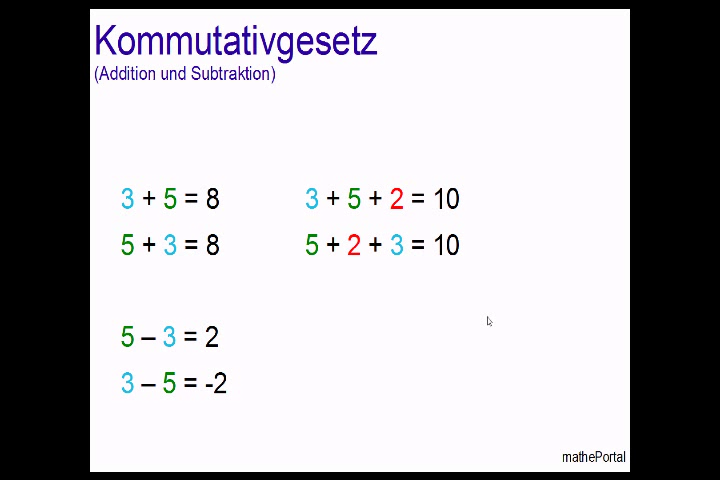 Kommutativgesetz
(Addition und Subtraktion)
3 + 5 = 8
5 + 3 = 8
3 + 5 + 2 = 10
5 + 2 + 3 = 10
5 – 3 = 2
3 – 5 = -2
mathePortal